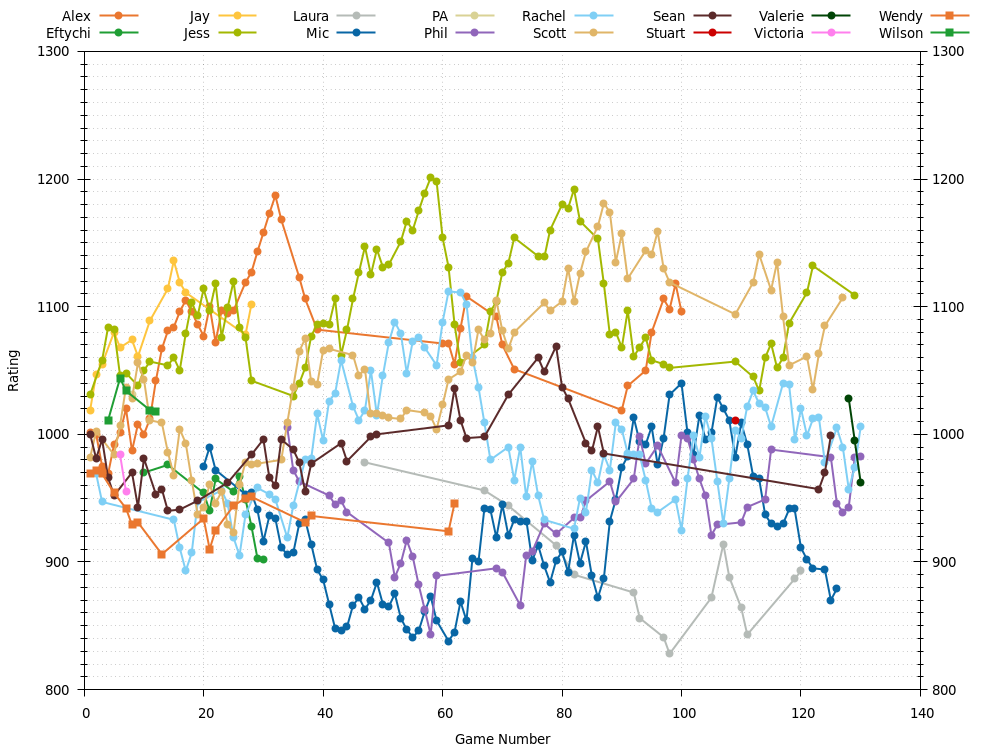 Alex Jay Laura PA Rachel Sean Valerie Wendy
Eftychi Jess Mic Phil Scott Stuart Victoria Wilson
1300 1300
1200 1200
1100 1100
1000 1000
900 900
800 800
0 20 40 60 80 100 120 140
Rating
Game Number